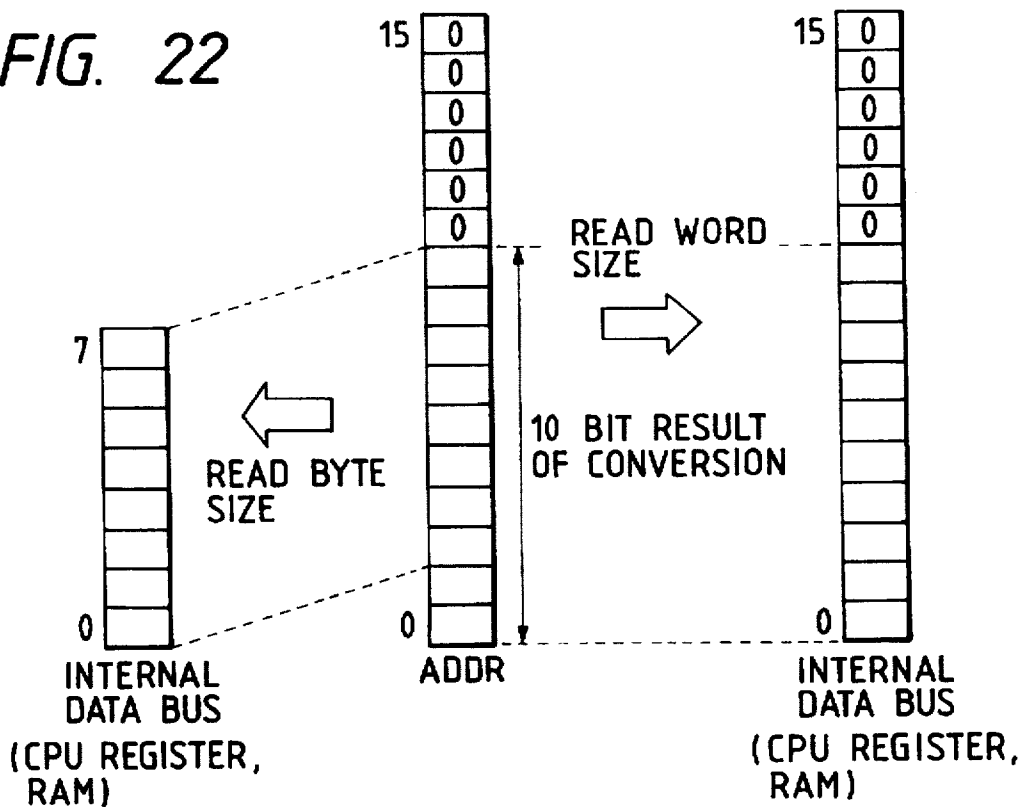 FIG. 22
15
0
0
0
0
0
0
15
0
0
0
0
0
0
READ WORD
SIZE
7
10 BIT RESULT
OF CONVERSION
READ BYTE
SIZE
0
0
0
INTERNAL
DATA BUS
(CPU REGISTER,
RAM)
ADDR
INTERNAL
DATA BUS
(CPU REGISTER,
RAM)